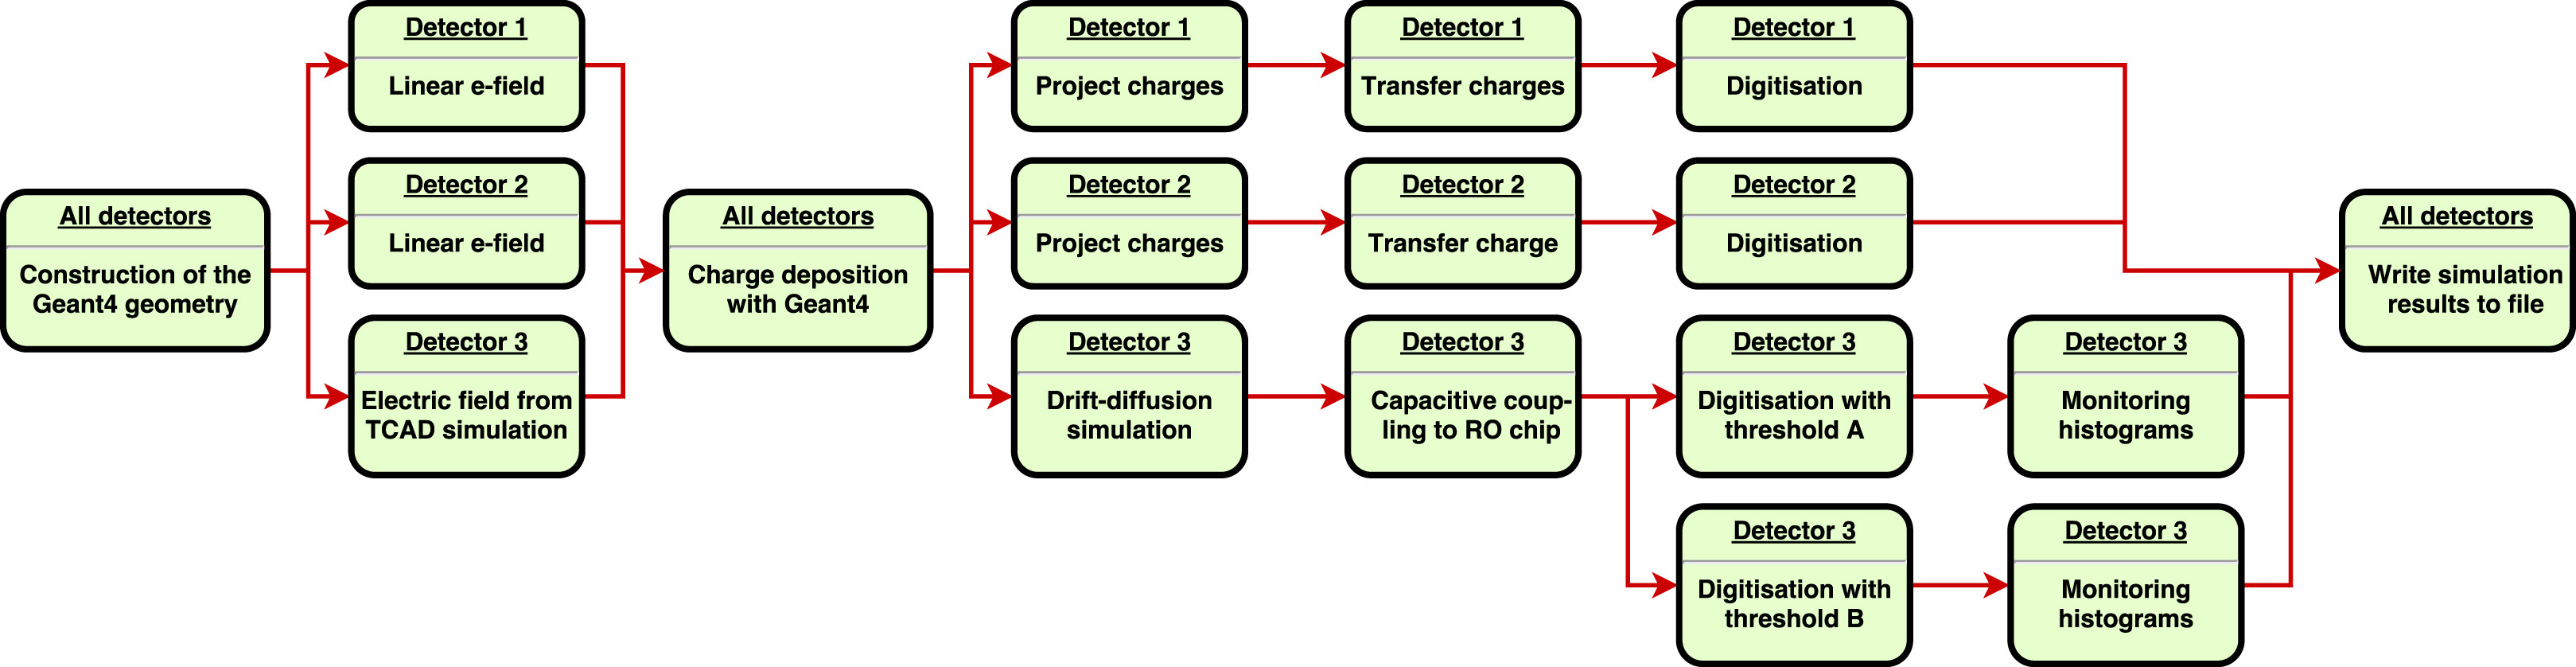 All detectors
Construction of the
Geant4 geometry
Detector 1
Linear e-field
Detector 2
Linear e-field
Detector 3
Electric field from
TCAD simulation
All detectors
Charge deposition
with Geant4
Detector 1
Project charges
Detector 1
Transfer charges
Detector 1
Digitisation
Detector 2
Project charges
Detector 2
Transfer charge
Detector 2
Digitisation
Detector 3
Drift-diffusion
simulation
Detector 3
Capacitive coup-
ling to RO chip
Detector 3
Digitisation with
threshold A
Detector 3
Monitoring
histograms
Detector 3
Digitisation with
threshold B
Detector 3
Monitoring
histograms
All detectors
Write simulation
results to file